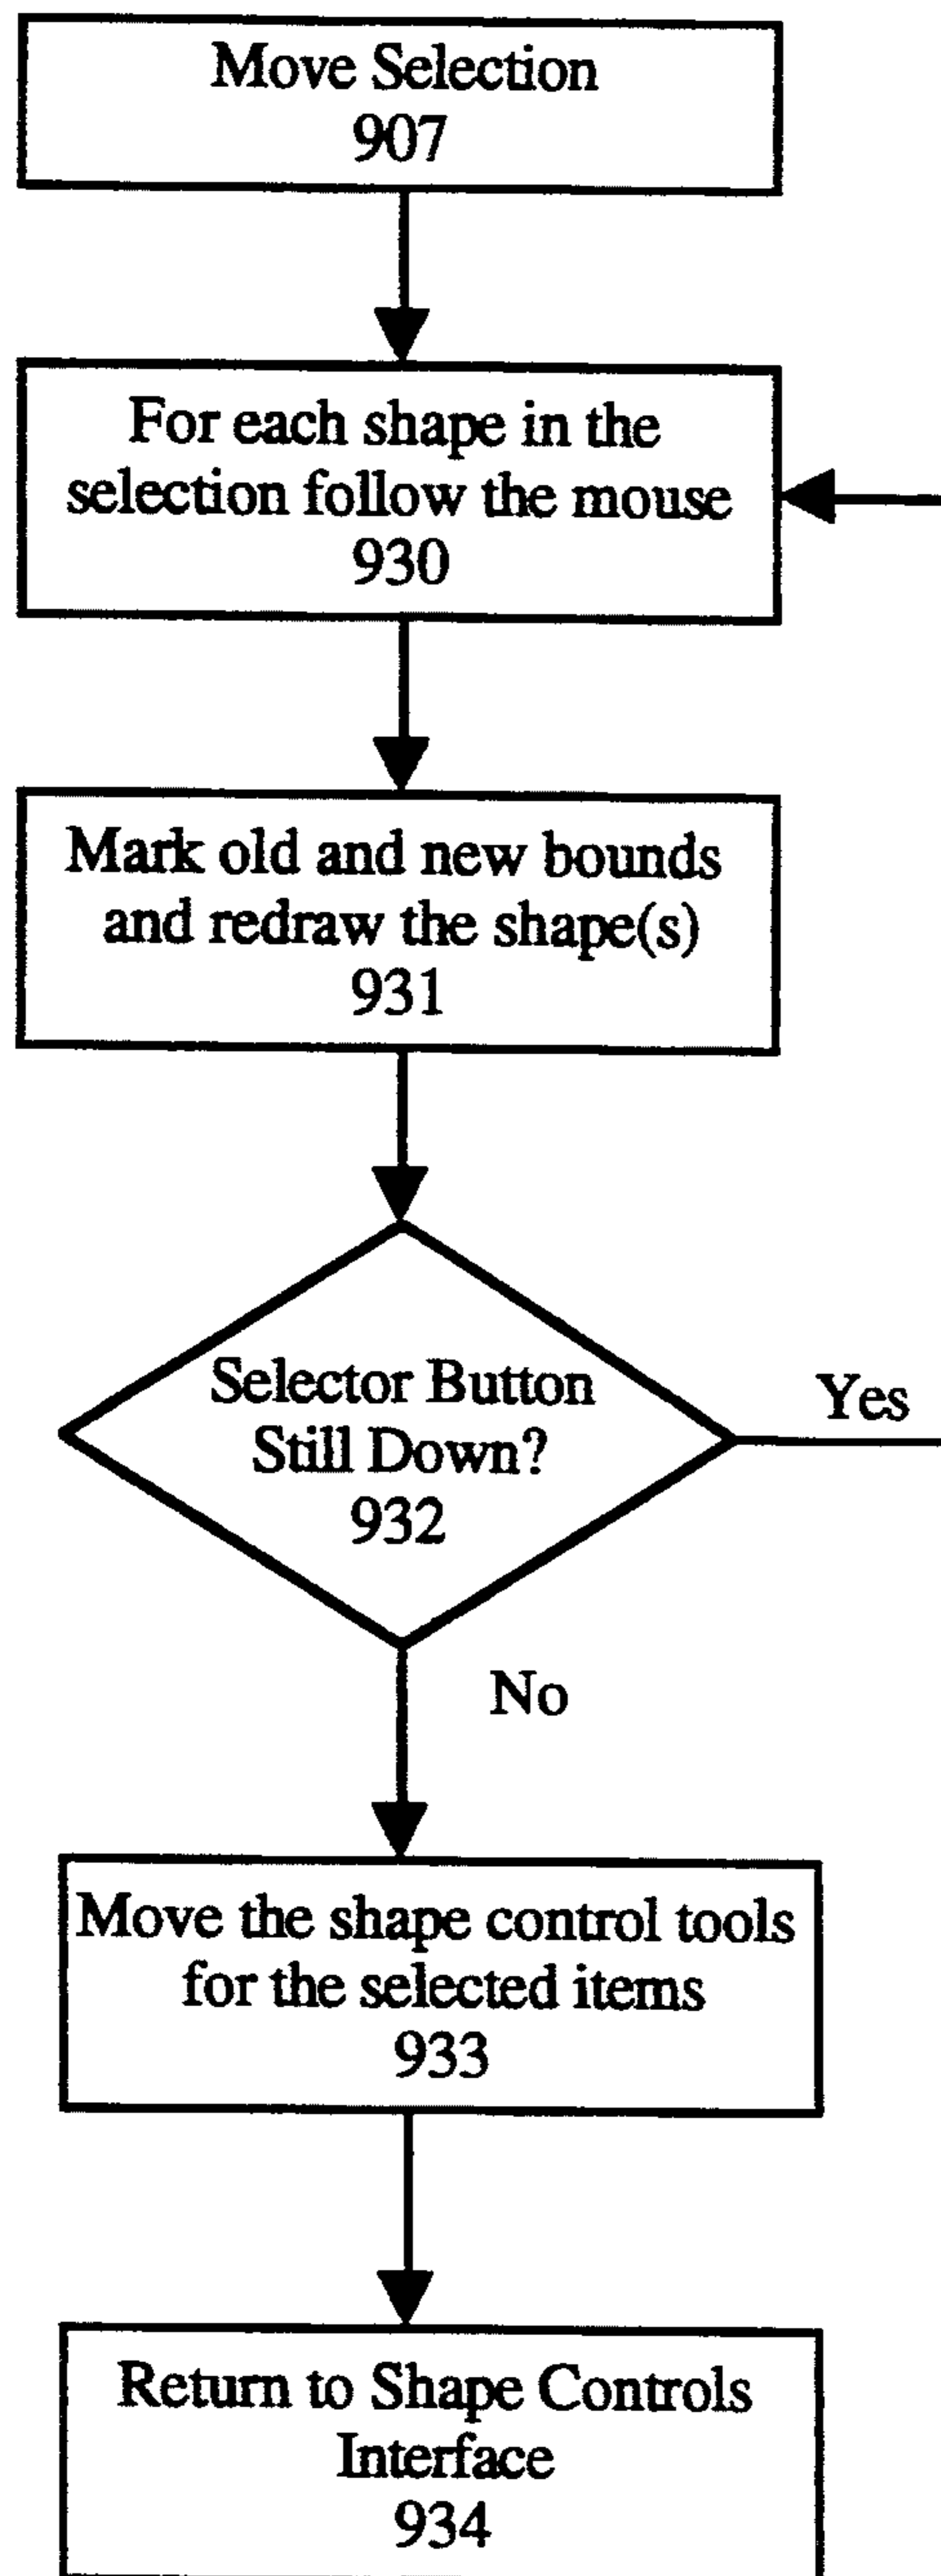 Move Selection
907
For each shape in the
selection follow the mouse
930
Mark old and new bounds
and redraw the shape(s)
931
Selector Button
Still Down?
932
Yes
No
Move the shape control tools
for the selected items
933
Return to Shape Controls
Interface
934